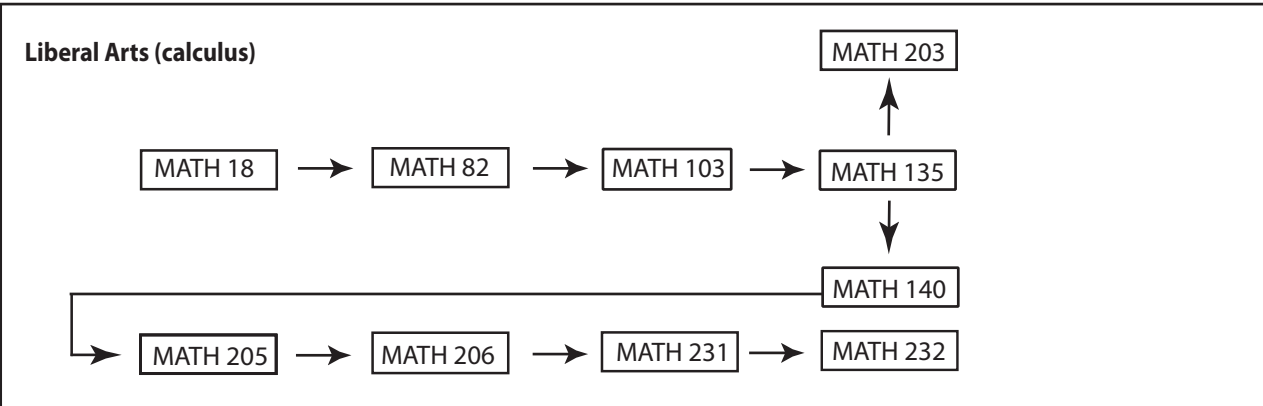 Liberal Arts (calculus)
MATH 203
MATH 18
MATH 82
MATH 103
MATH 135
MATH 140
MATH 205
MATH 206
MATH 231
MATH 232